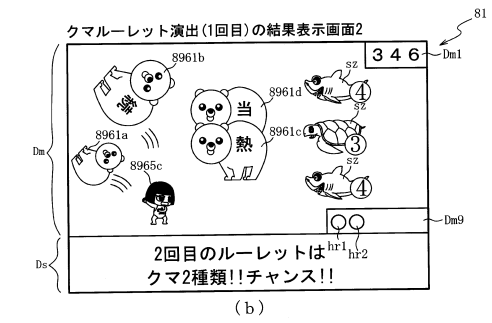 クマルーレット演出(1回目)の結果表示画面2
81
346
Dm1
8961b
続
8961a
8965c
当
8961d
熱
8961c
sz
④
sz
③
sz
④
Dm
Dm9
hr1
hr2
Ds
2回目のルーレットは
クマ2種類!!チャンス!!
(b)